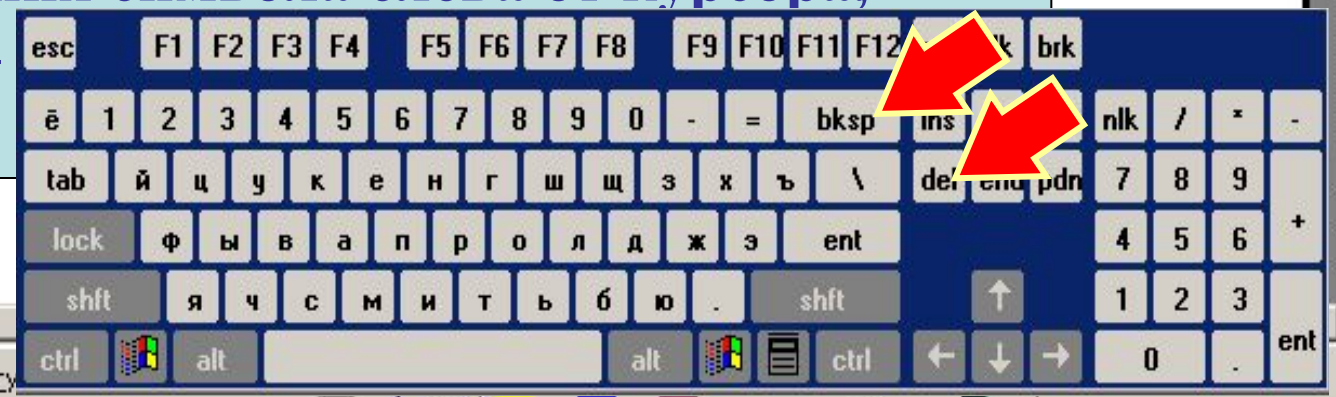 esc F1 F2 F3 F4 F5 F6 F7 F8 F9 F10 F11 F12 brk
ё 1 2 3 4 5 6 7 8 9 0 - = bksp ins nlk / * -
tab й ц у к е н г ш щ з х ъ \ del end pdn 7 8 9 +
lock ф ы в а п р о л д ж э ent 4 5 6
shft я ч с м и т ь б ю . shft ↑ 1 2 3 ent
ctrl alt alt ctrl ← ↓ → 0 .